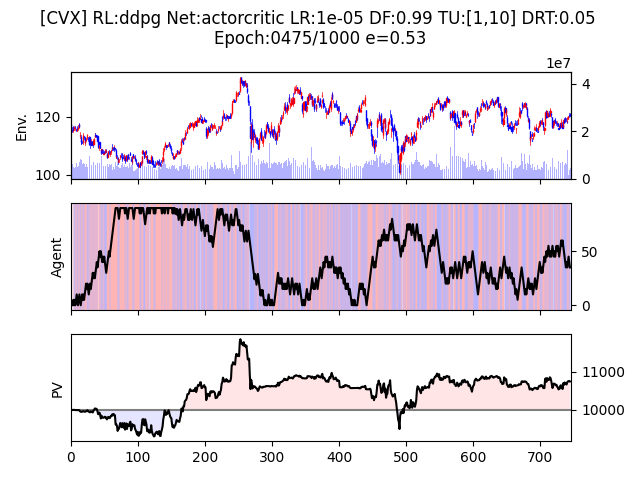 [CVX] RL:ddpg Net:actorcritic LR:1e-05 DF:0.99 TU:[1,10] DRT:0.05
Epoch:0475/1000 e=0.53
1e7
Env.
120
100
4
2
0
Agent
50
0
PV
11000
10000
0 100 200 300 400 500 600 700